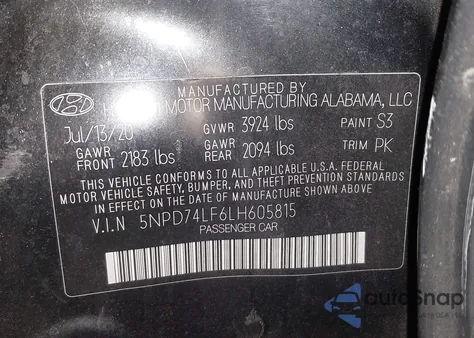 MANUFACTURED BY
MOTOR MANUFACTURING ALABAMA, LLC
Jul/13/20 GVWR 3924 lbs PAINT S3
GAWR FRONT 2183 lbs GAWR REAR 2094 lbs TRIM PK
THIS VEHICLE CONFORMS TO ALL APPLICABLE U.S.A. FEDERAL
MOTOR VEHICLE SAFETY, BUMPER, AND THEFT PREVENTION STANDARDS
IN EFFECT ON THE DATE OF MANUFACTURE SHOWN ABOVE.
V.I.N 5NPD74LF6LH605815
PASSENGER CAR
autoSnap